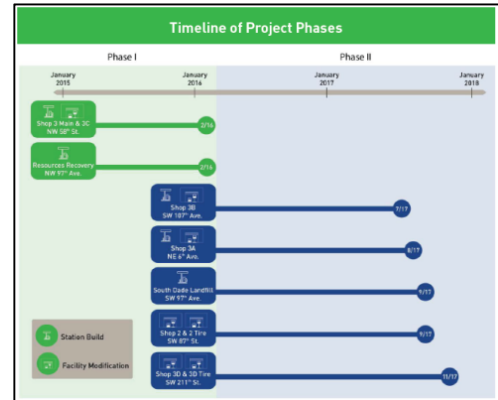 Timeline of Project Phases
Phase I
Phase II
January
2015
January
2016
January
2017
January
2018
Shop 3 Main & 3C
NW 58th St.
2/16
Resources Recovery
NW 97th Ave.
2/16
Shop 3B
SW 107th Ave.
7/17
Shop 3A
NE 6th Ave.
8/17
South Dade Landfill
SW 97th Ave.
9/17
Shop 2 & 2 Tire
SW 87th St.
9/17
Shop 3D & 3D Tire
SW 211th St.
11/17
Station Build
Facility Modification